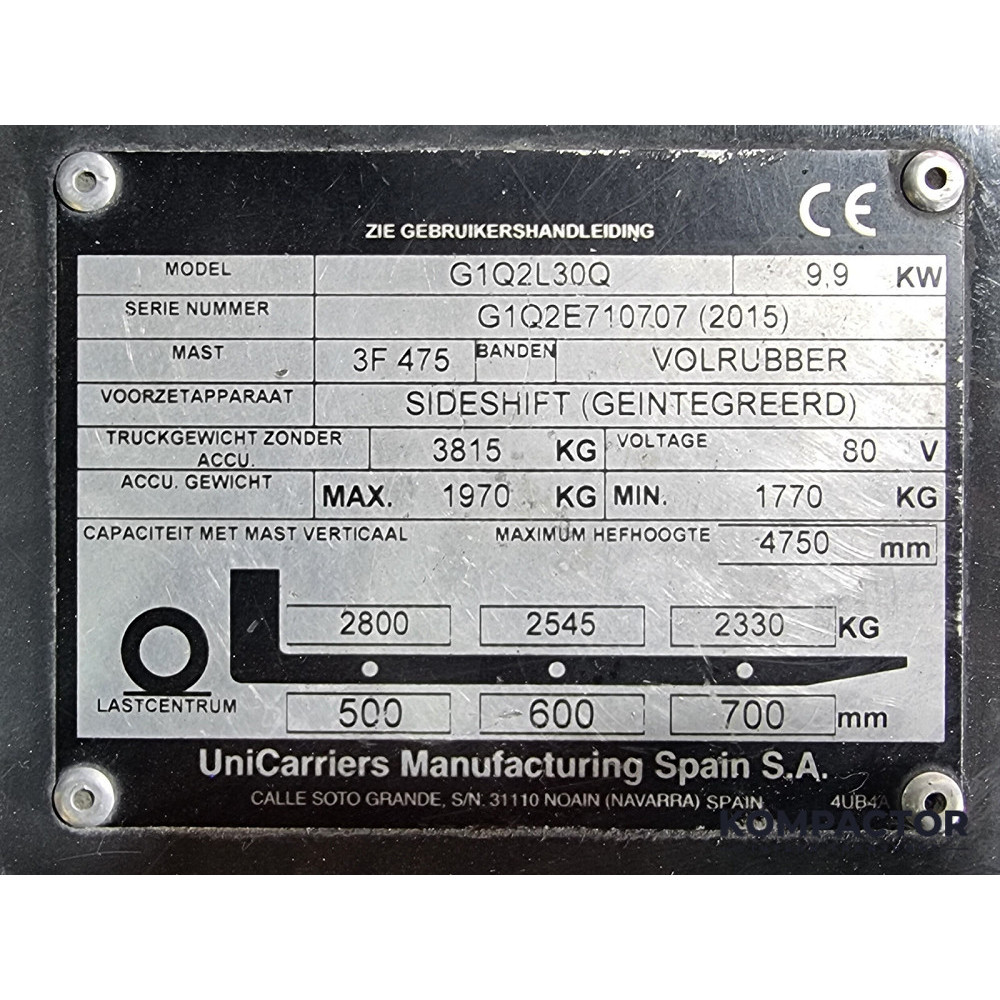 CE
ZIE GEBRUIKERSHANDLEIDING
MODEL G1Q2L30Q 9,9 KW
SERIE NUMMER G1Q2E710707 (2015)
MAST 3F 475 BANDEN VOLRUBBER
VOORZETAPPARAAT SIDESHIFT (GEINTEGREERD)
TRUCKGEWICHT ZONDER ACCU. 3815 KG VOLTAGE 80 V
ACCU. GEWICHT MAX. 1970 KG MIN. 1770 KG
CAPACITEIT MET MAST VERTICAAL MAXIMUM HEFHOOGTE 4750 mm
2800 2545 2330 KG
LASTCENTRUM 500 600 700 mm
UniCarriers Manufacturing Spain S.A.
CALLE SOTO GRANDE, S/N. 31110 NOAIN (NAVARRA) SPAIN
KOMPACTOR